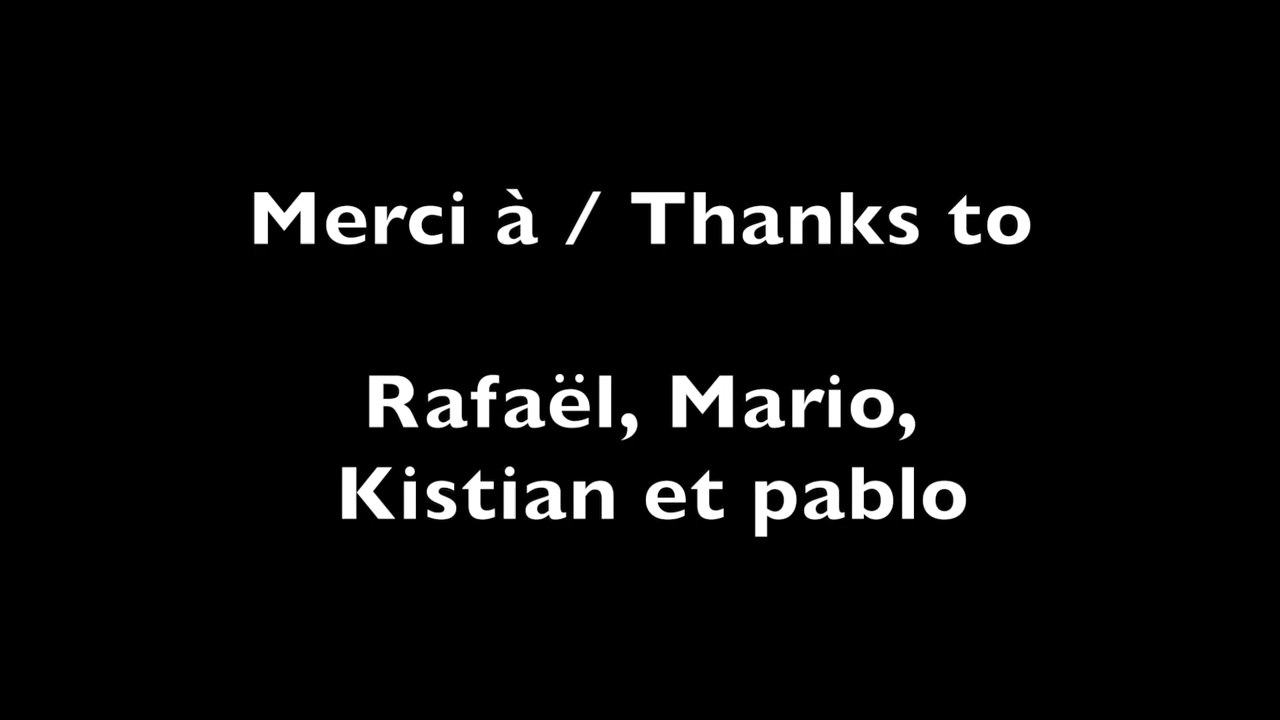 Merci à / Thanks to
Rafaël, Mario,
Kistian et pablo